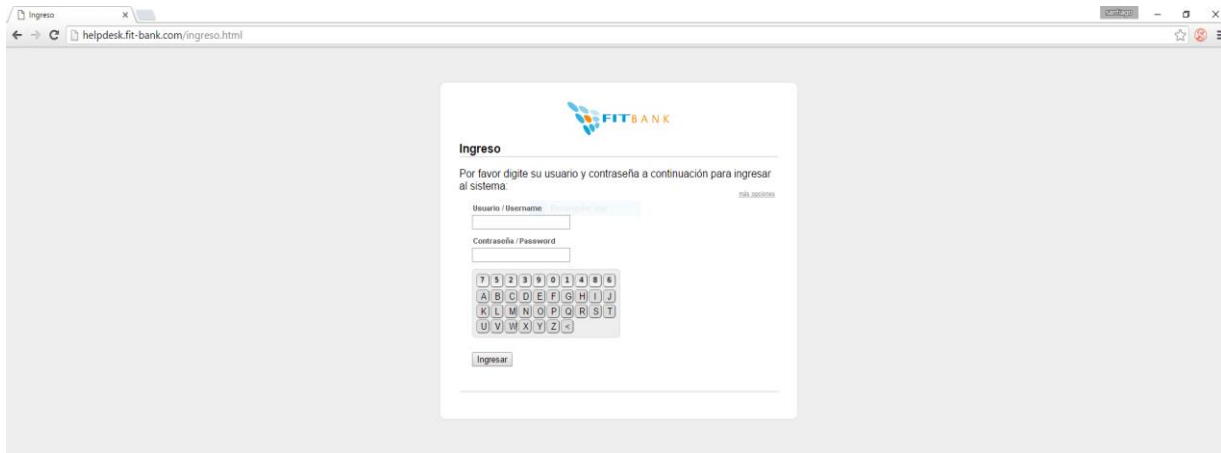 Ingreso
santiago
helpdesk.fit-bank.com/ingreso.html
FITBANK
Ingreso
Por favor digite su usuario y contraseña a continuación para ingresar
al sistema:
más opciones
Usuario / Username
Contraseña / Password
7 5 2 3 9 0 1 4 8 6
A B C D E F G H I J
K L M N O P Q R S T
U V W X Y Z <
Ingresar